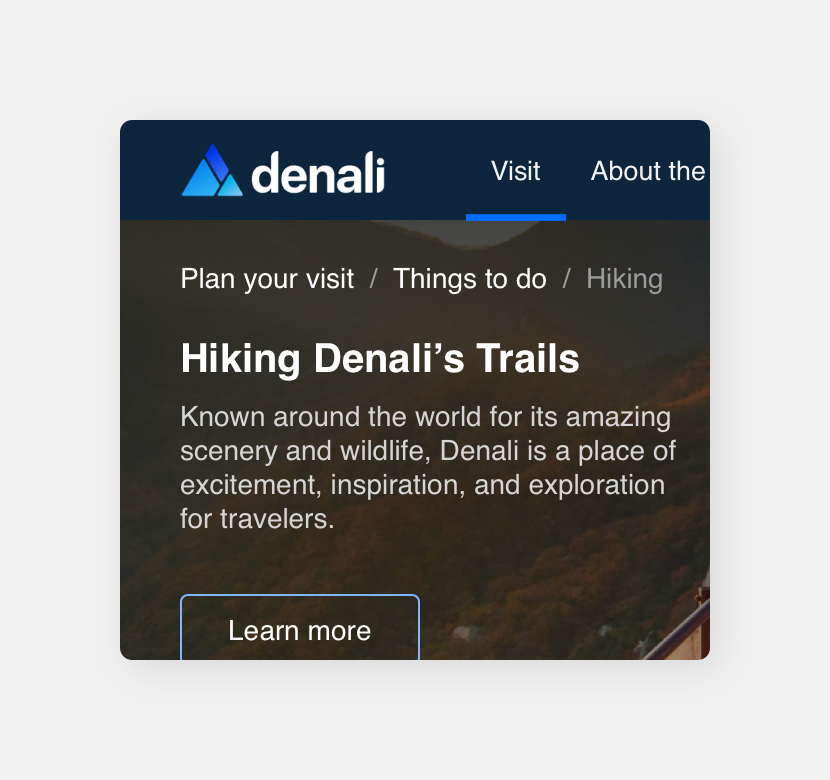 denali Visit About the
Plan your visit / Things to do / Hiking
Hiking Denali’s Trails
Known around the world for its amazing
scenery and wildlife, Denali is a place of
excitement, inspiration, and exploration
for travelers.
Learn more